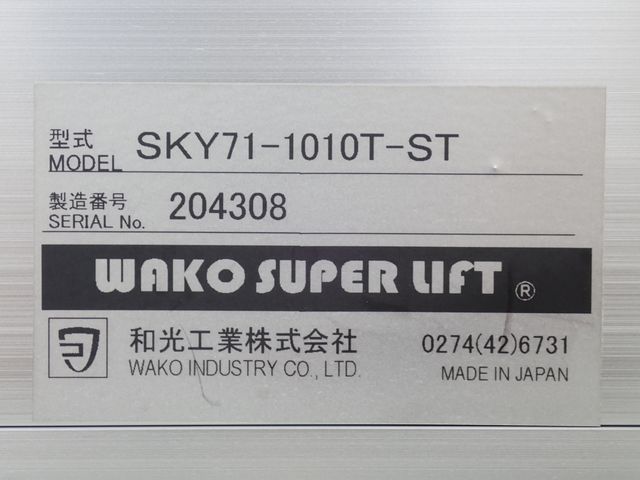 型式
MODEL SKY71-1010T-ST
製造番号
SERIAL No. 204308
WAKO SUPER LIFT ®
和光工業株式会社 0274(42)6731
WAKO INDUSTRY CO., LTD. MADE IN JAPAN